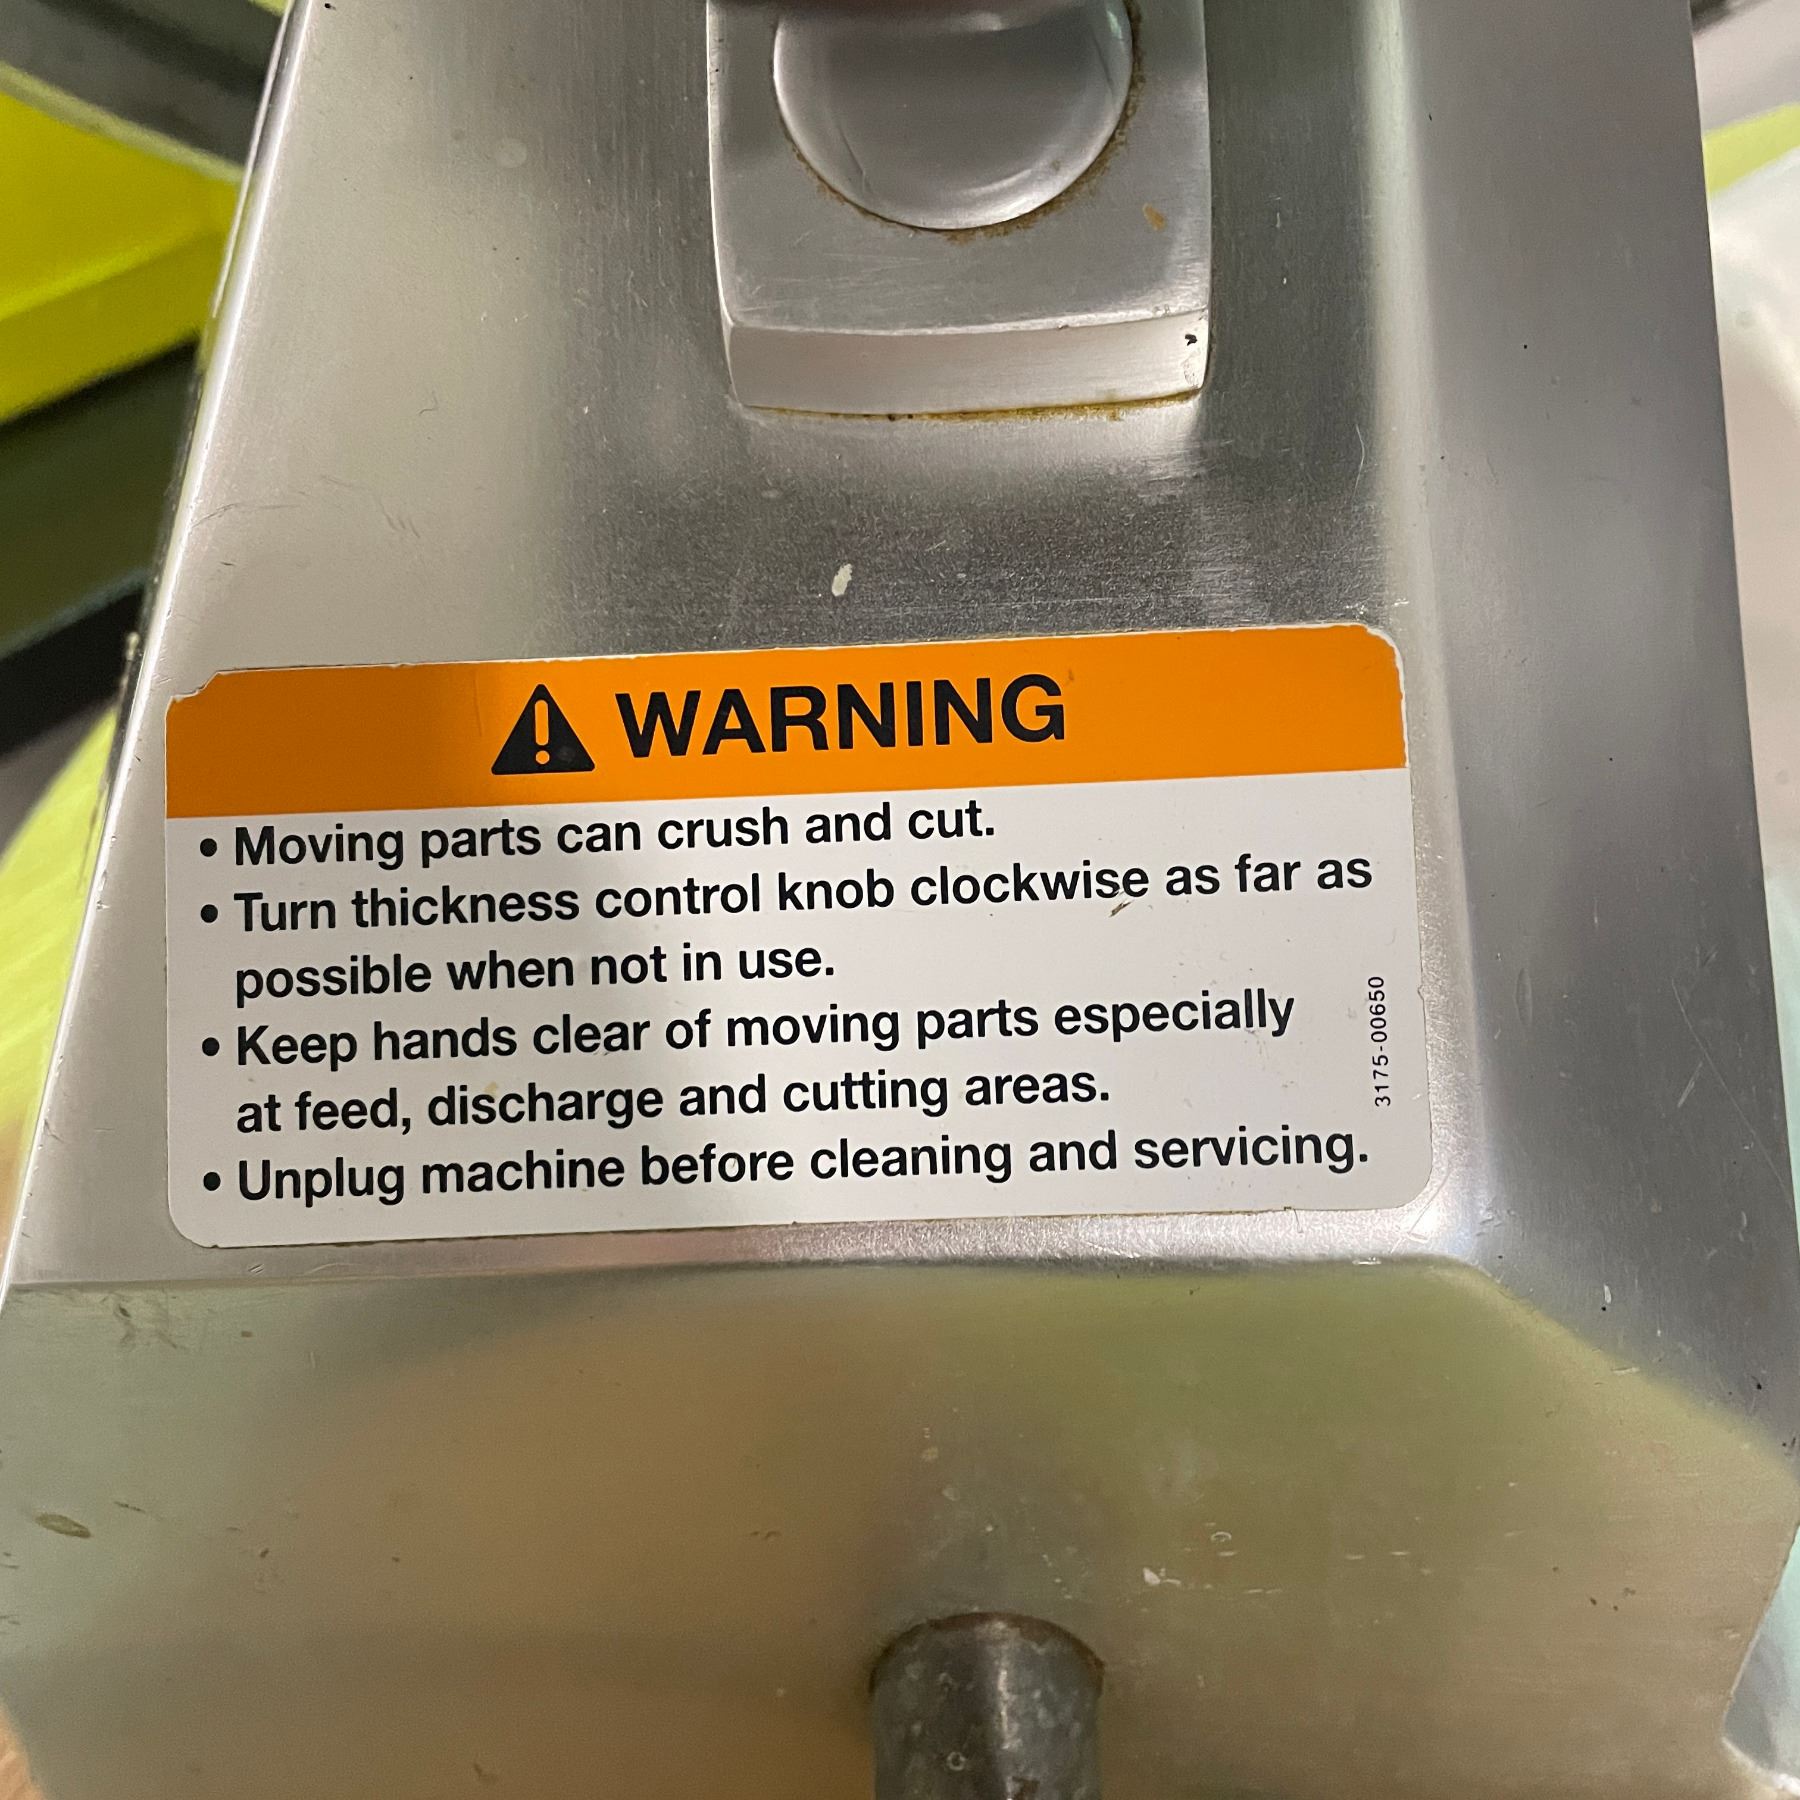 WARNING
• Moving parts can crush and cut.
• Turn thickness control knob clockwise as far as
possible when not in use.
• Keep hands clear of moving parts especially
at feed, discharge and cutting areas.
• Unplug machine before cleaning and servicing.
3175-00650